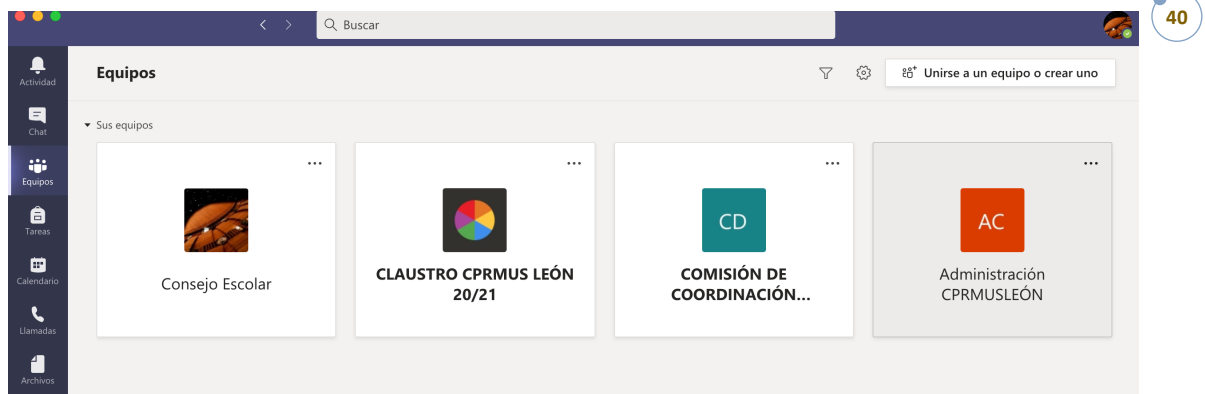 40
Buscar
Actividad
Chat
Equipos
Tareas
Calendario
Llamadas
Archivos
Equipos
Unirse a un equipo o crear uno
Sus equipos
Consejo Escolar
CLAUSTRO CPRMUS LEÓN
20/21
CD
COMISIÓN DE
COORDINACIÓN...
AC
Administración
CPRMUSLEÓN